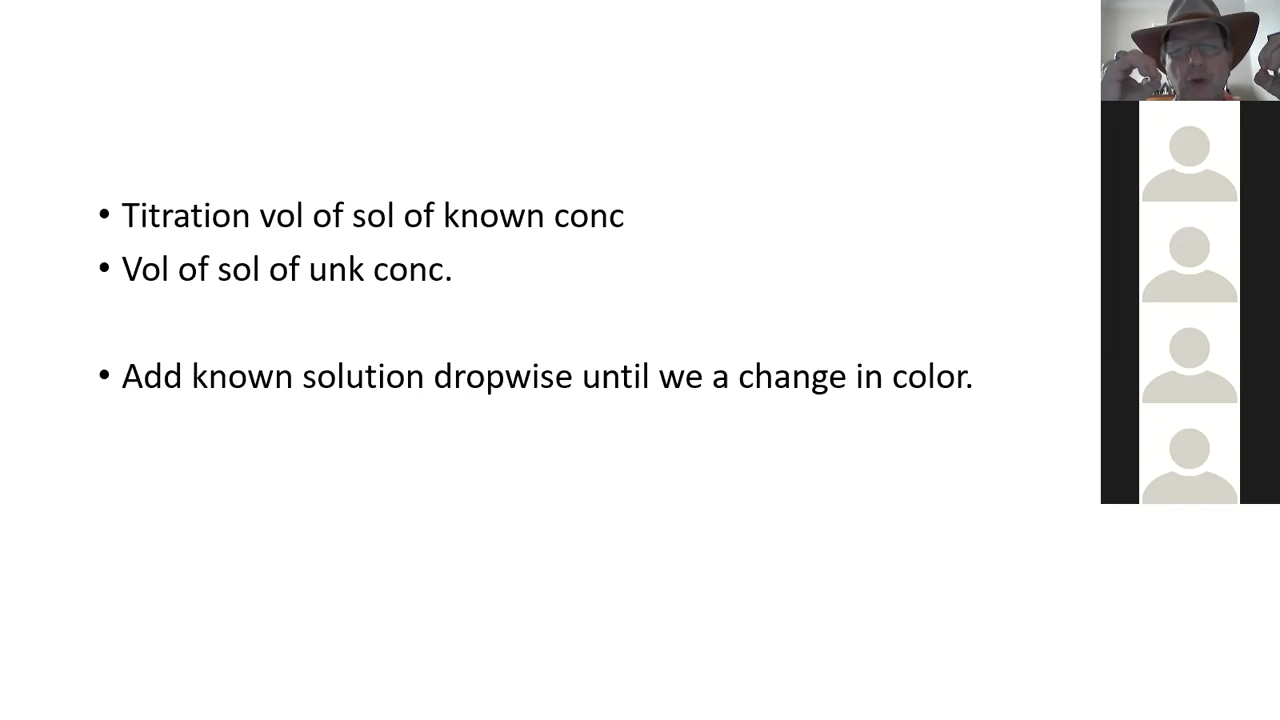 • Titration vol of sol of known conc
• Vol of sol of unk conc.
• Add known solution dropwise until we a change in color.